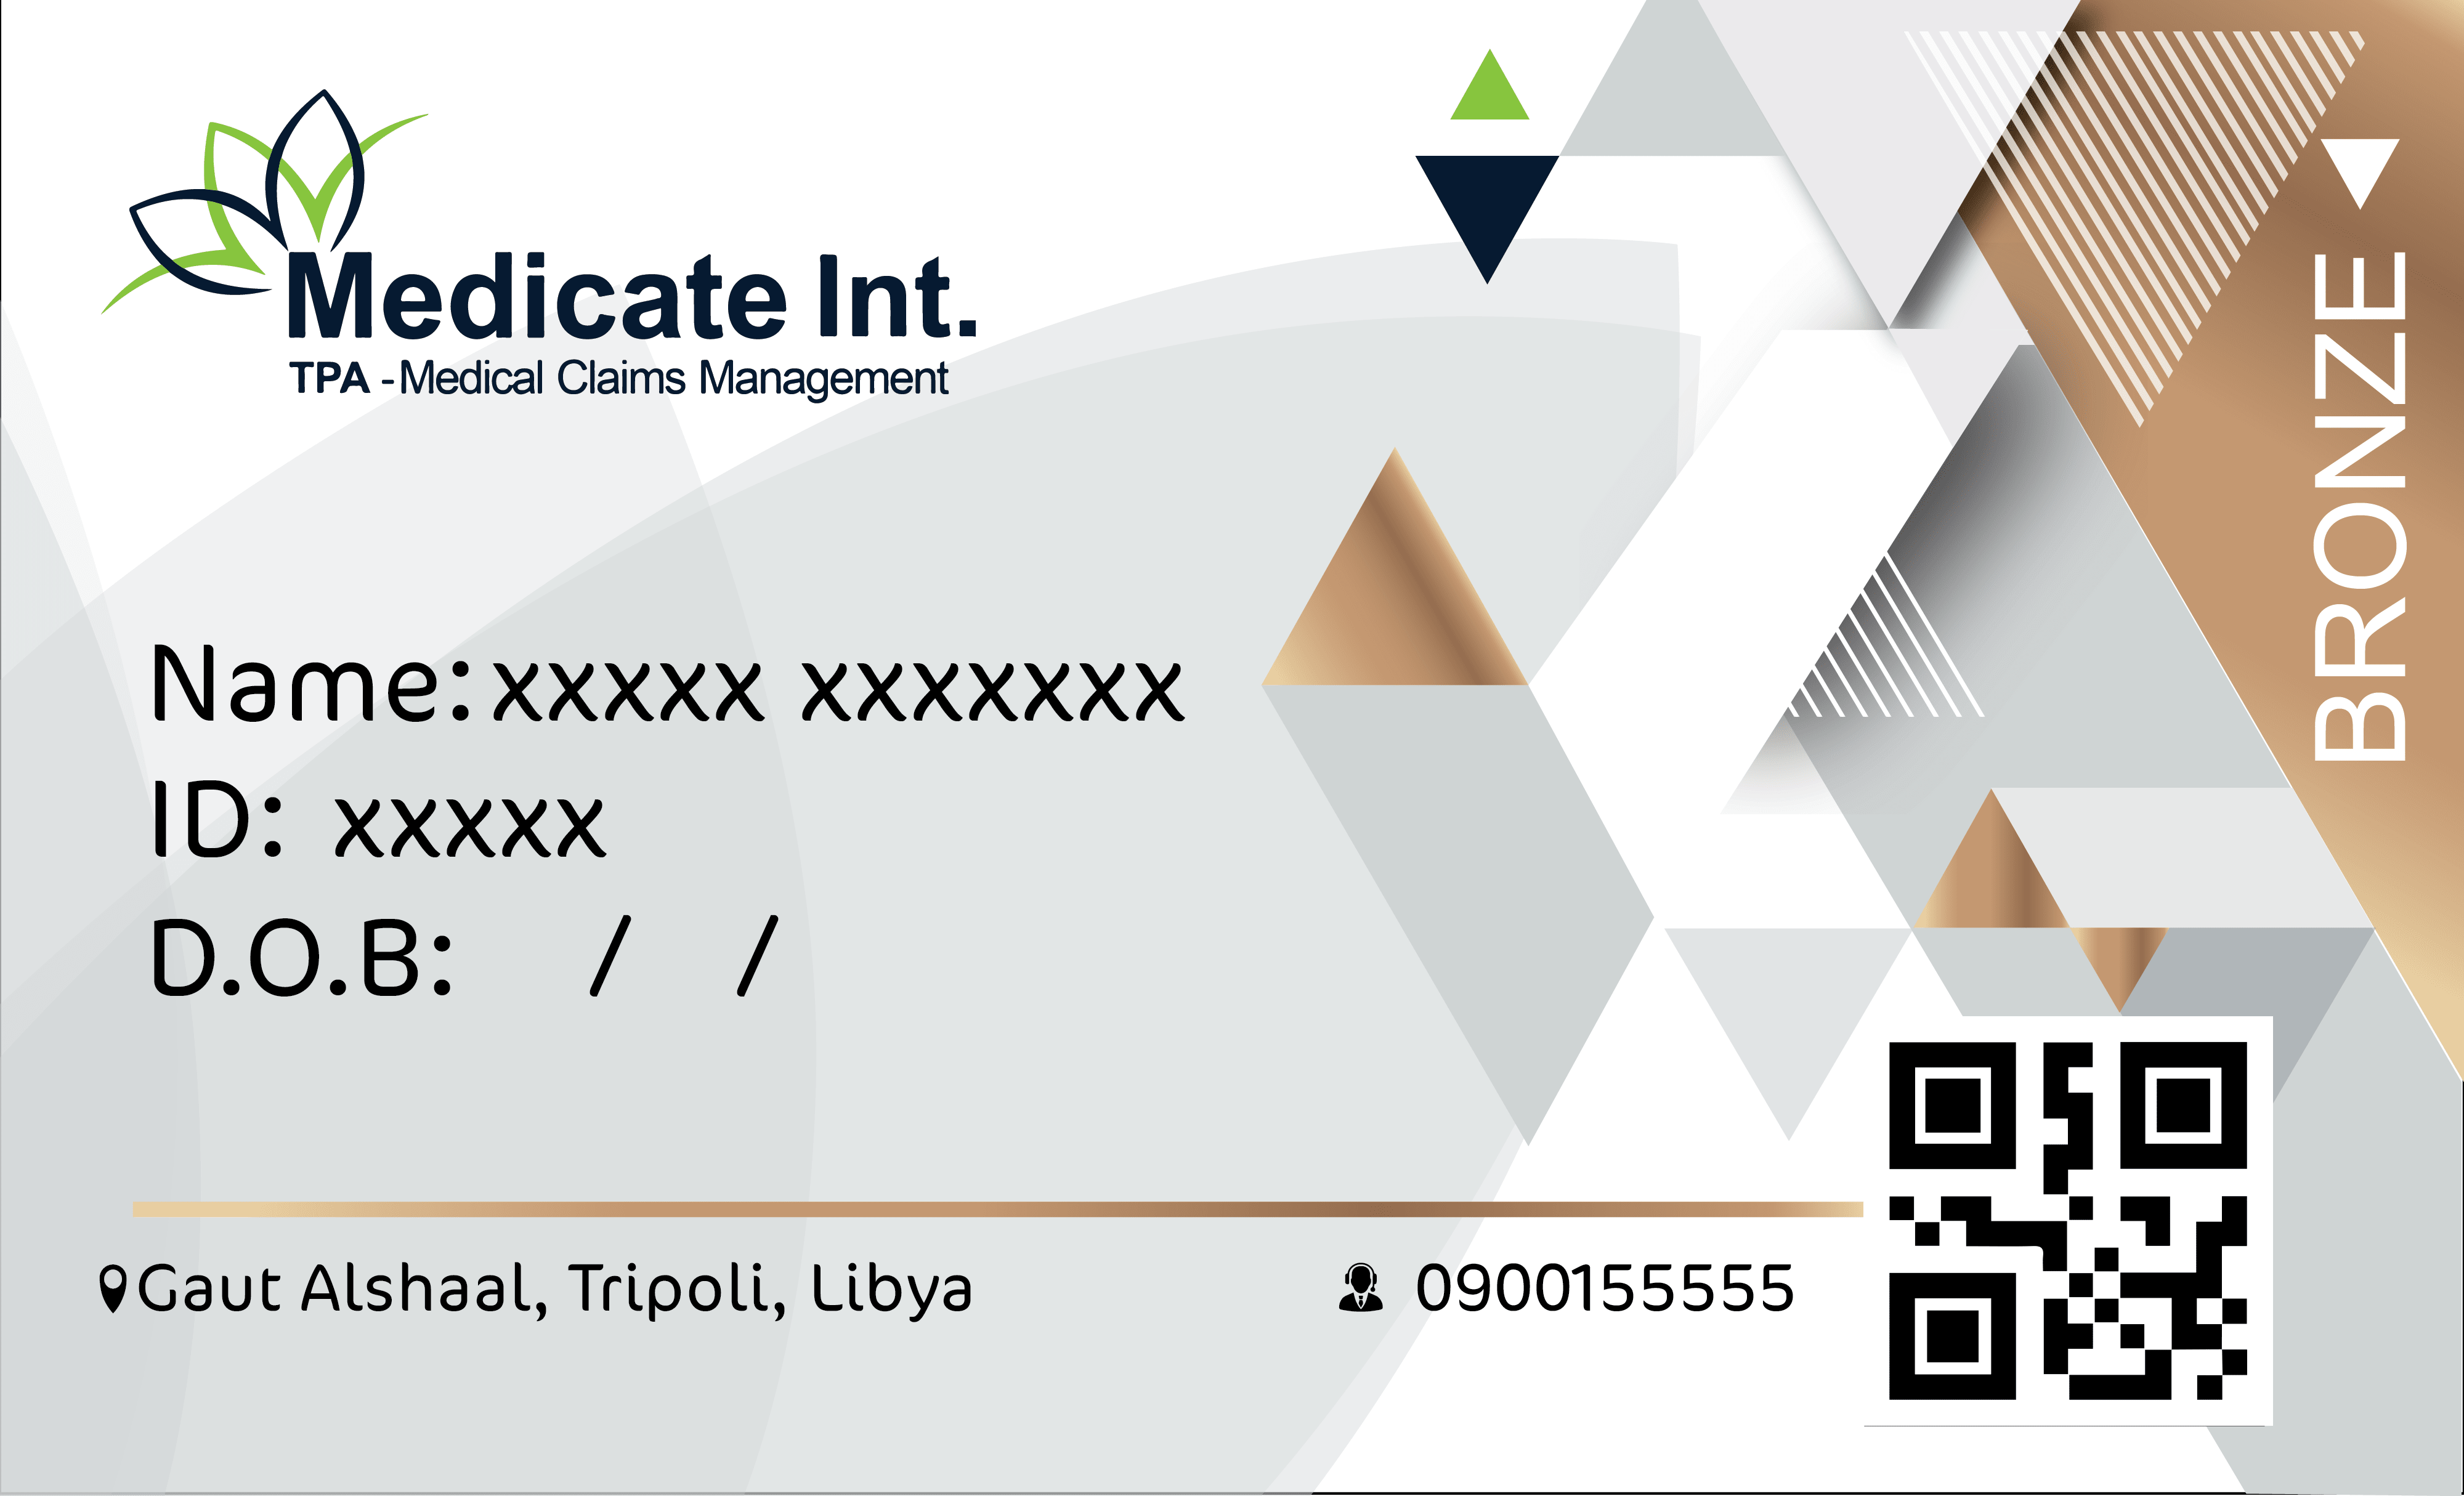 Medicate Int.
TPA - Medical Claims Management
BRONZE
Name: xxxxx xxxxxxx
ID: xxxxx
D.O.B: / /
Gaut Alshaal, Tripoli, Libya
0900155555